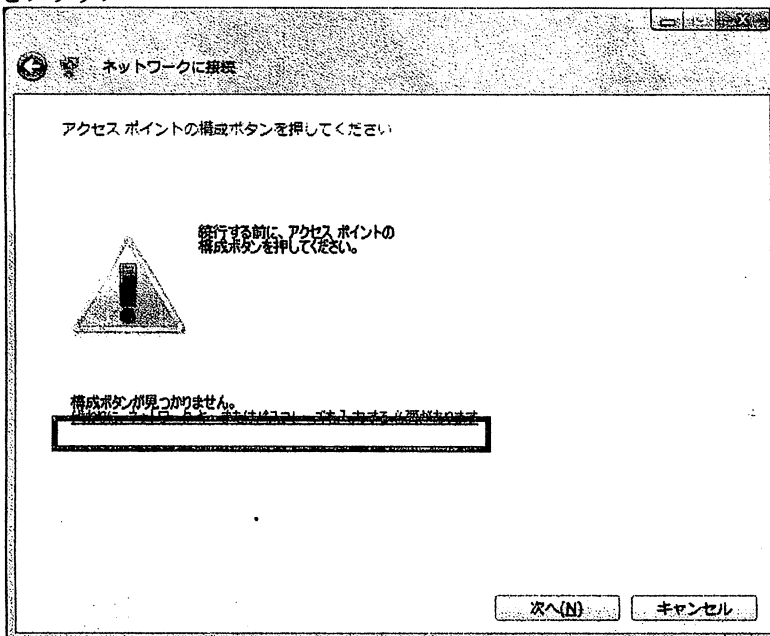 ネットワークに接続
アクセス ポイントの構成ボタンを押してください
続行する前に、アクセス ポイントの
構成ボタンを押してください。
構成ボタンが見つかりません。
次へ(N)
キャンセル